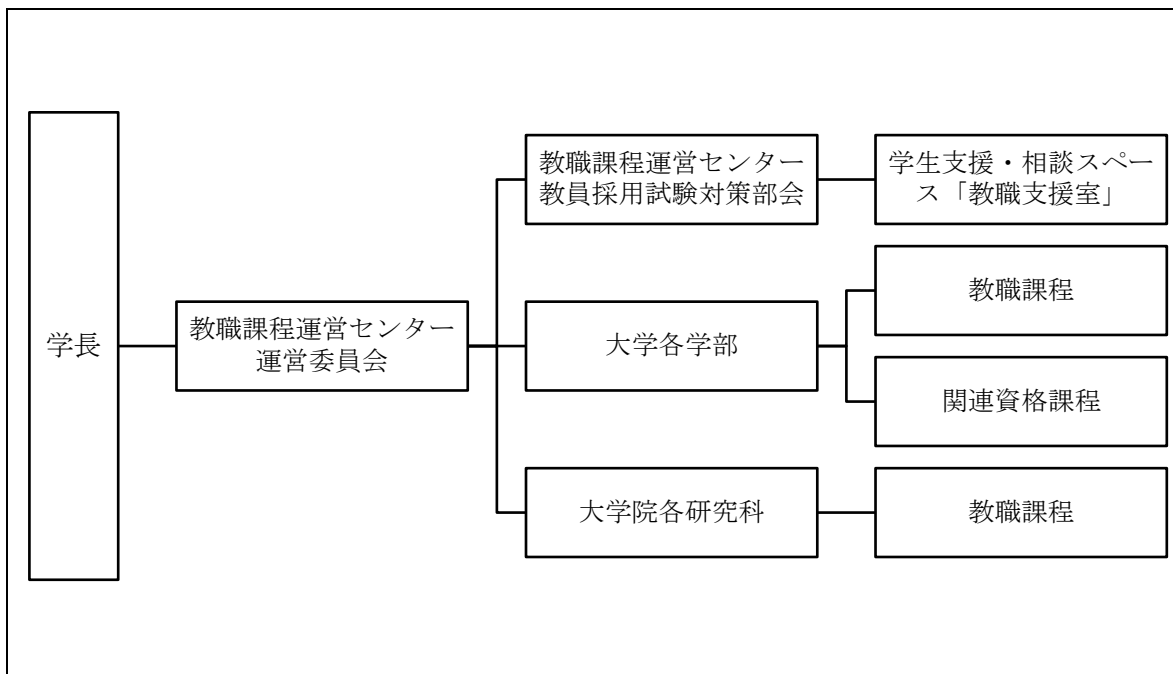 学長
教職課程運営センター
運営委員会
教職課程運営センター
教員採用試験対策部会
学生支援・相談スペー
ス「教職支援室」
大学各学部
教職課程
関連資格課程
大学院各研究科
教職課程